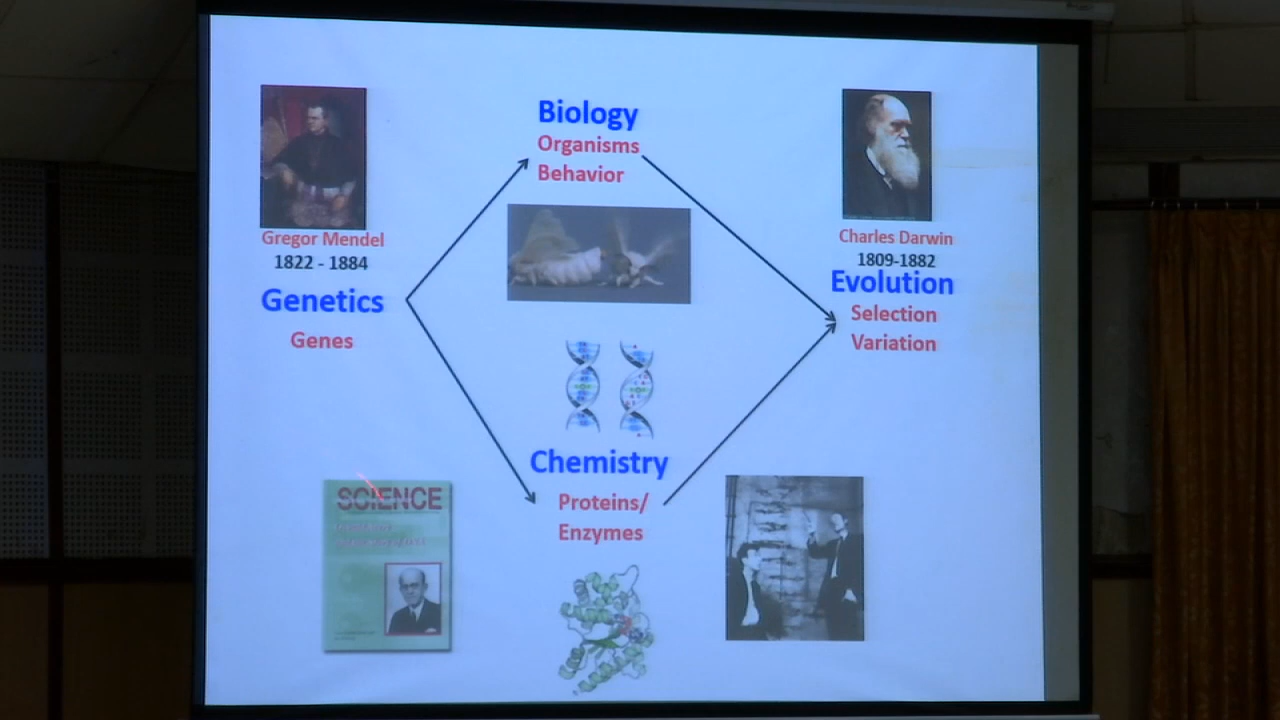 Biology
Organisms
Behavior
Gregor Mendel
1822 - 1884
Genetics
Genes
Charles Darwin
1809-1882
Evolution
Selection
Variation
Chemistry
Proteins/
Enzymes
SCIENCE